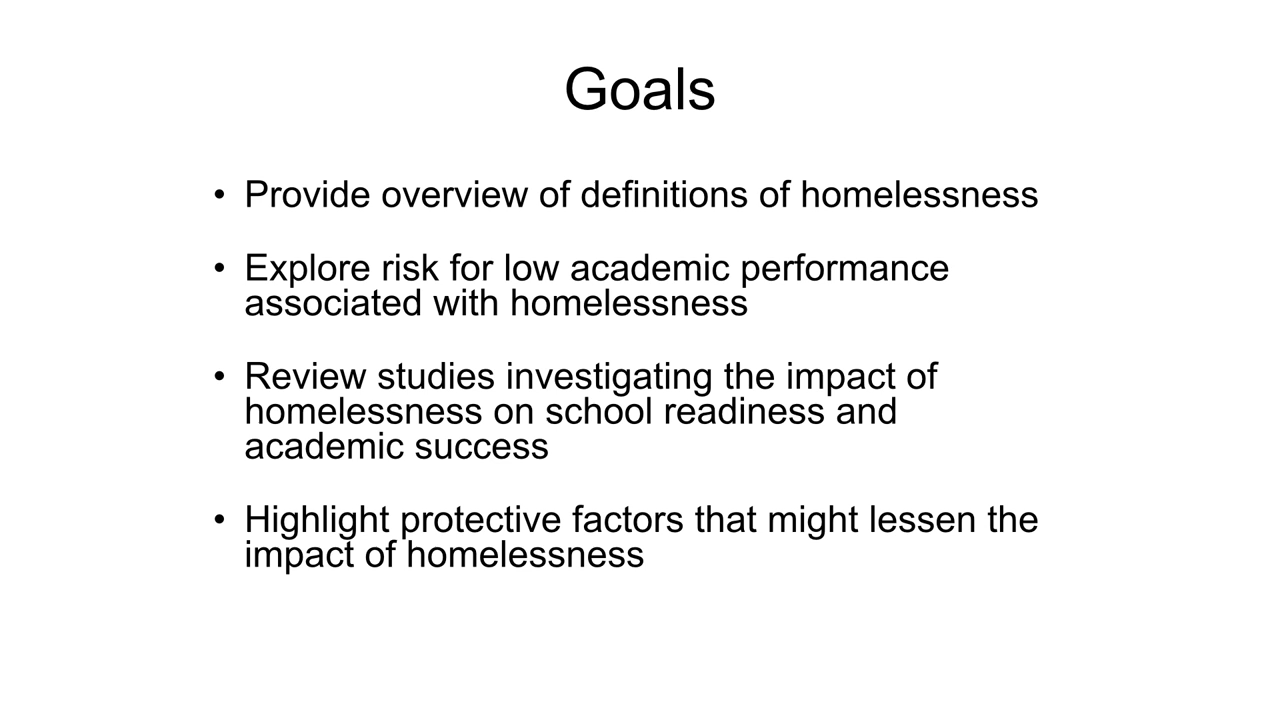 Goals
• Provide overview of definitions of homelessness
• Explore risk for low academic performance
associated with homelessness
• Review studies investigating the impact of
homelessness on school readiness and
academic success
• Highlight protective factors that might lessen the
impact of homelessness